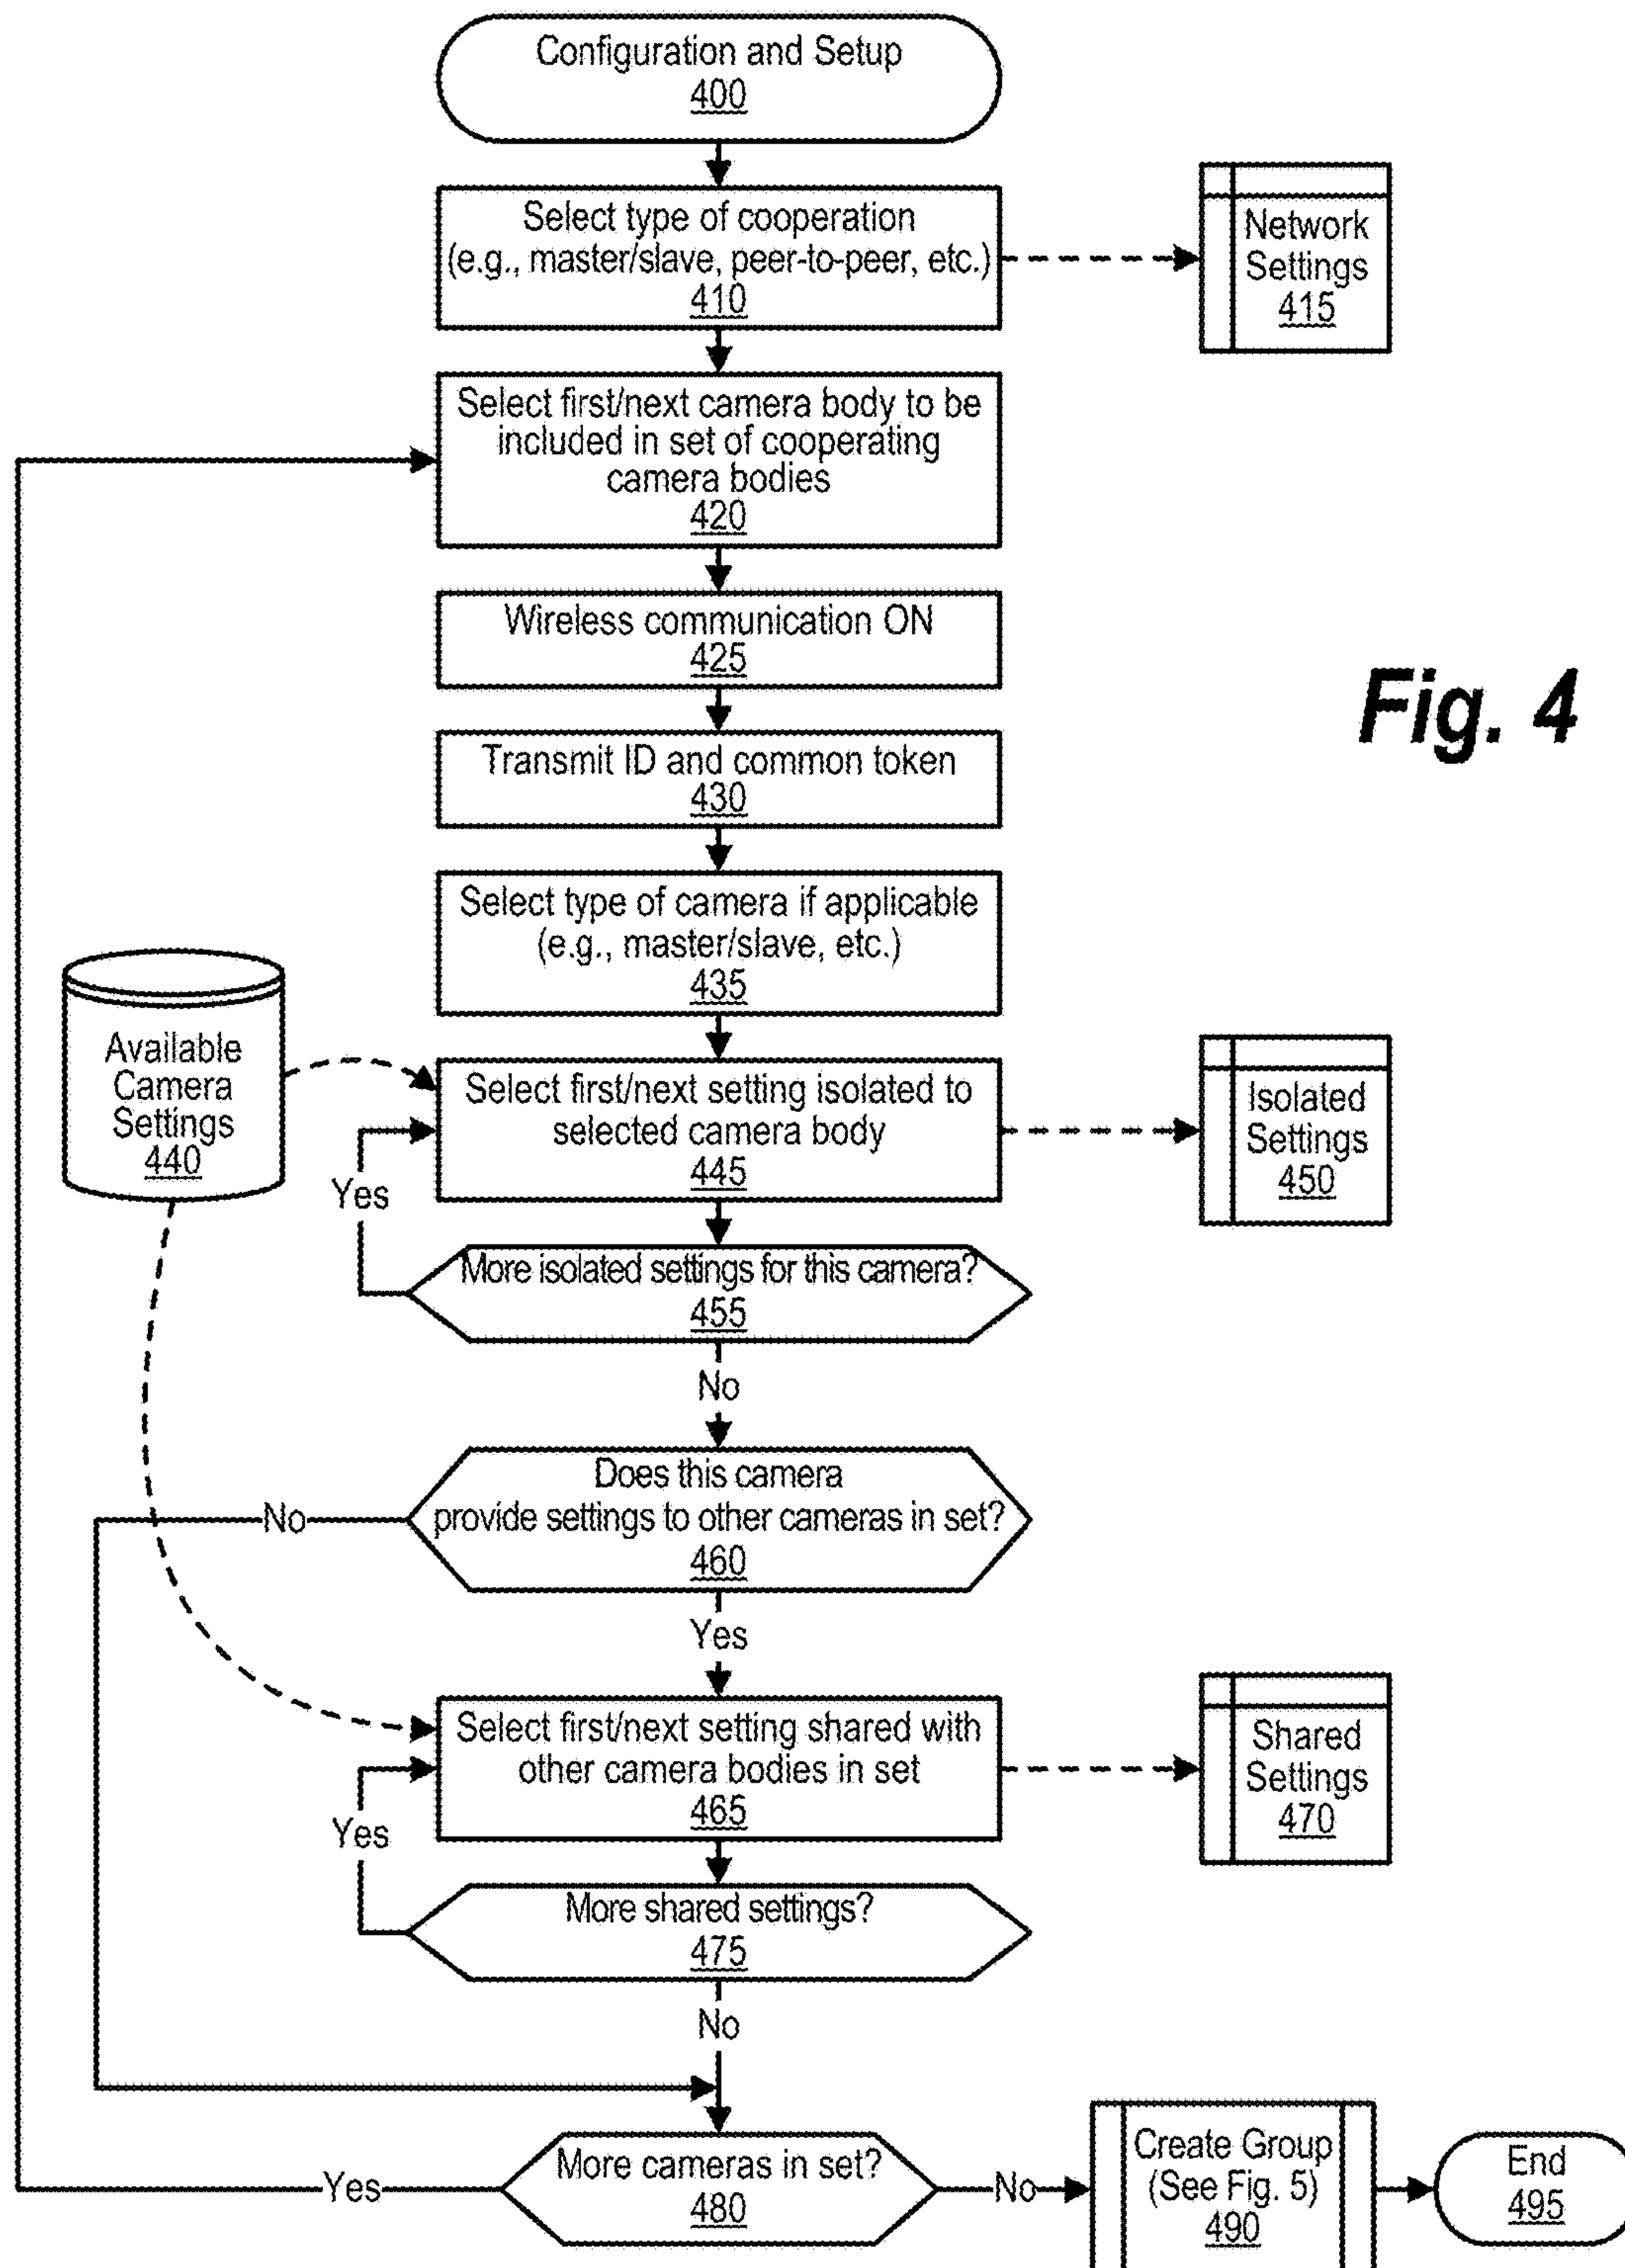 Configuration and Setup
400
Select type of cooperation
(e.g., master/slave, peer-to-peer, etc.)
410
Network
Settings
415
Select first/next camera body to be
included in set of cooperating
camera bodies
420
Wireless communication ON
425
Fig. 4
Transmit ID and common token
430
Select type of camera if applicable
(e.g., master/slave, etc.)
435
Available
Camera
Settings
440
Select first/next setting isolated to
selected camera body
445
Isolated
Settings
450
Yes
More isolated settings for this camera?
455
No
Does this camera
provide settings to other cameras in set?
460
No
Yes
Select first/next setting shared with
other camera bodies in set
465
Shared
Settings
470
Yes
More shared settings?
475
No
More cameras in set?
480
Yes
No
Create Group
(See Fig. 5)
490
End
495